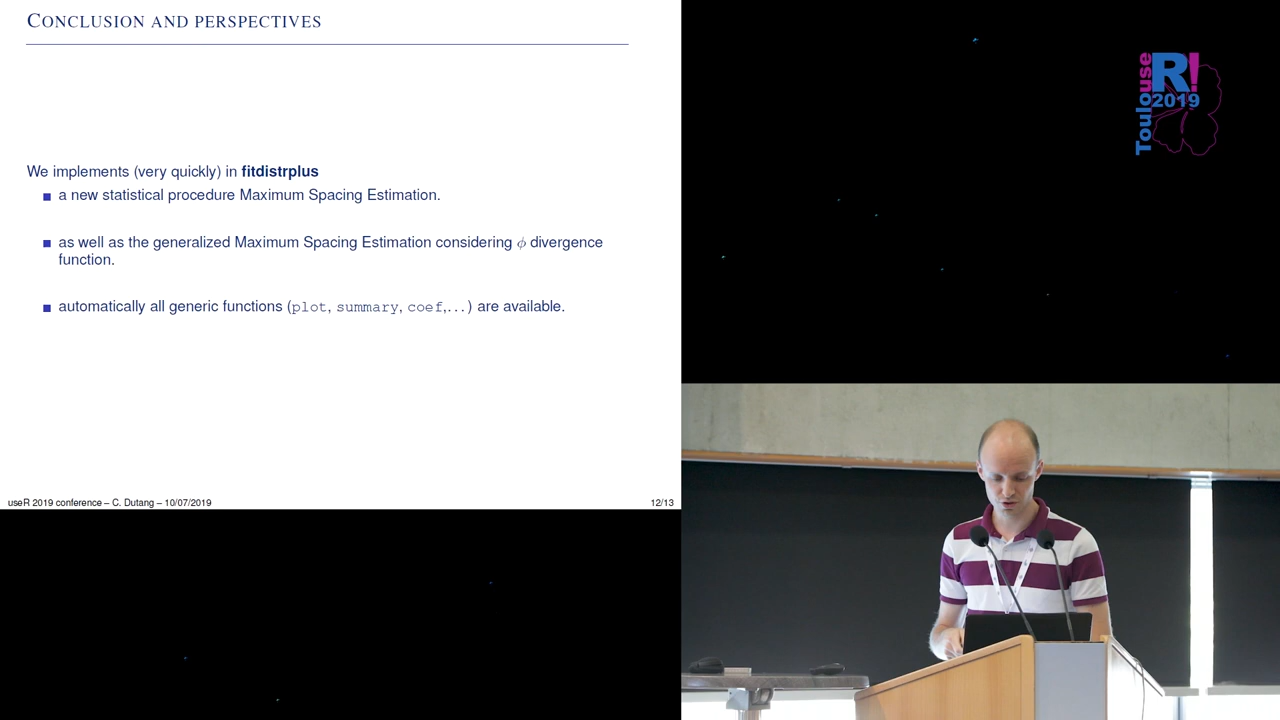 CONCLUSION AND PERSPECTIVES
We implements (very quickly) in fitdistrplus
a new statistical procedure Maximum Spacing Estimation.
as well as the generalized Maximum Spacing Estimation considering ϕ divergence
function.
automatically all generic functions (plot, summary, coef,...) are available.
useR 2019 conference – C. Dutang – 10/07/2019
12/13
Toulouse
R!
2019